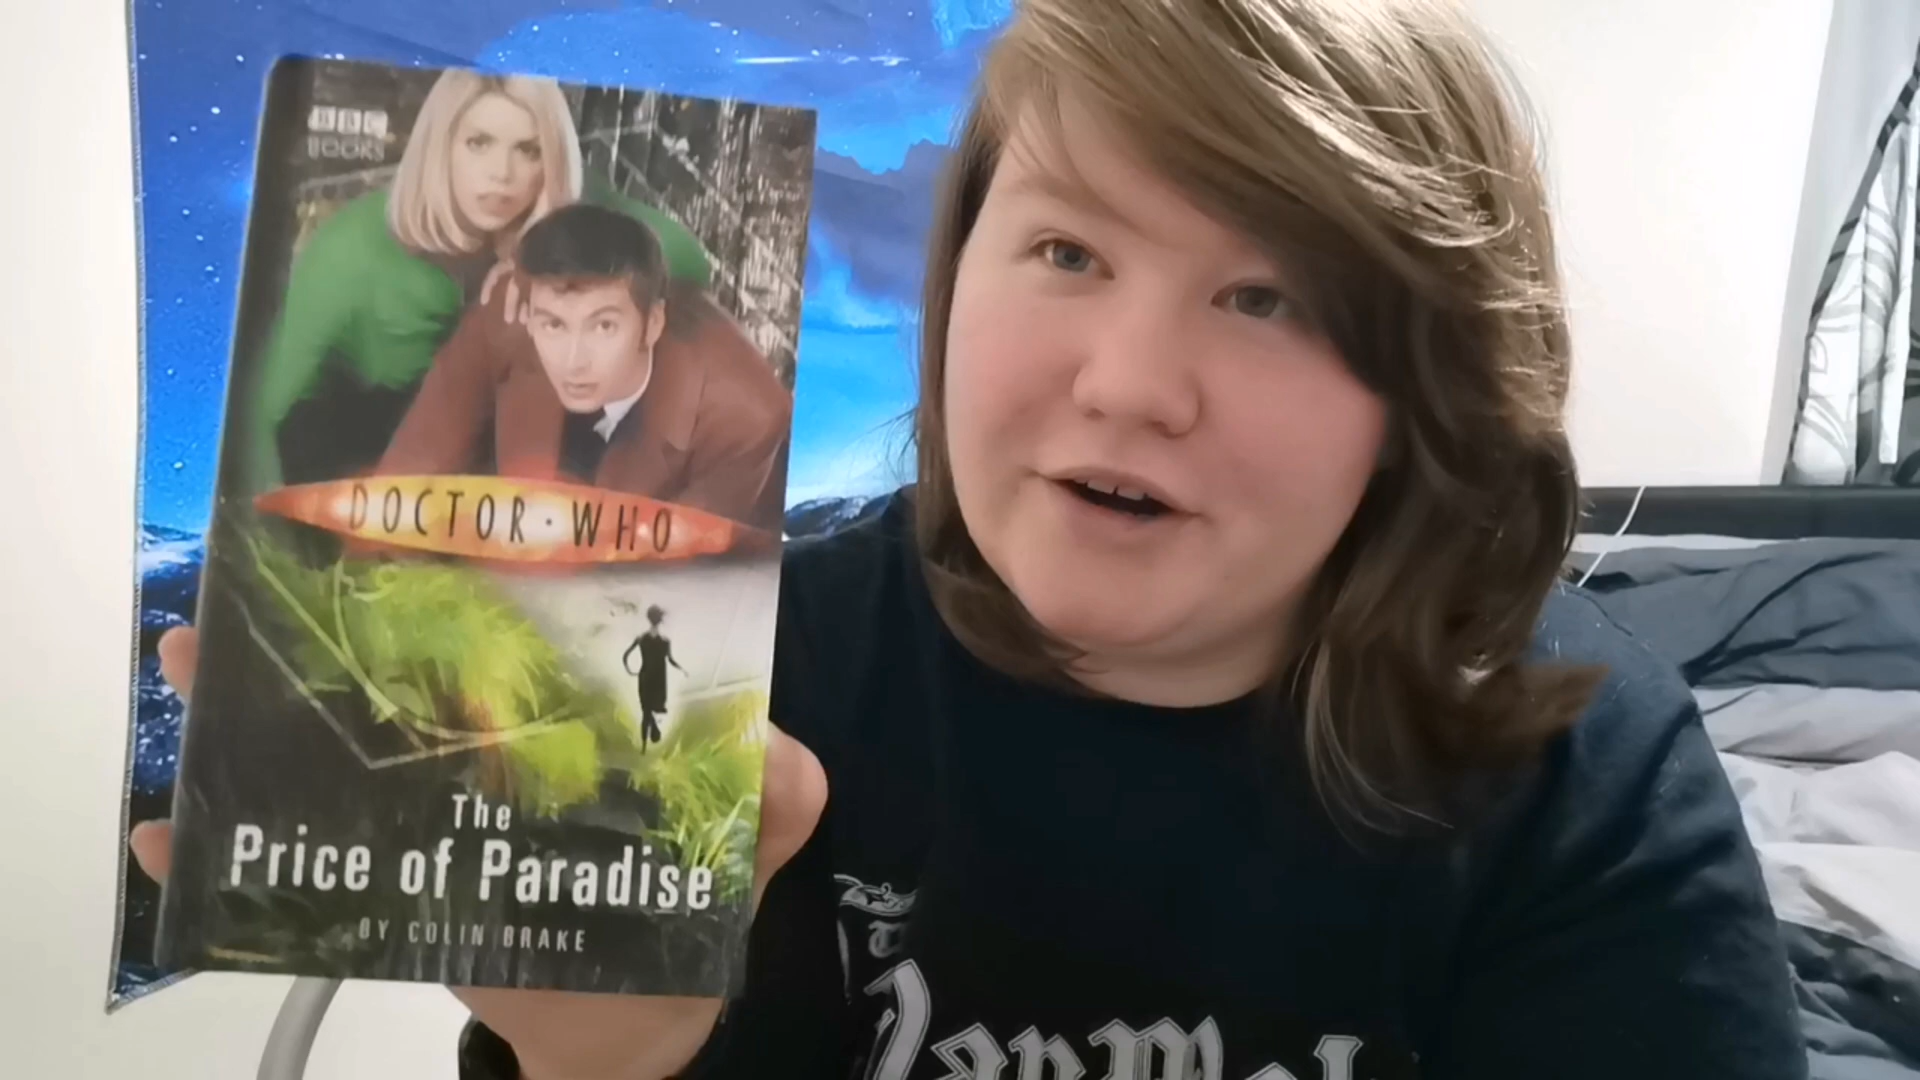 BBC
BOOKS
DOCTOR · WHO
The
Price of Paradise
BY COLIN BRAKE